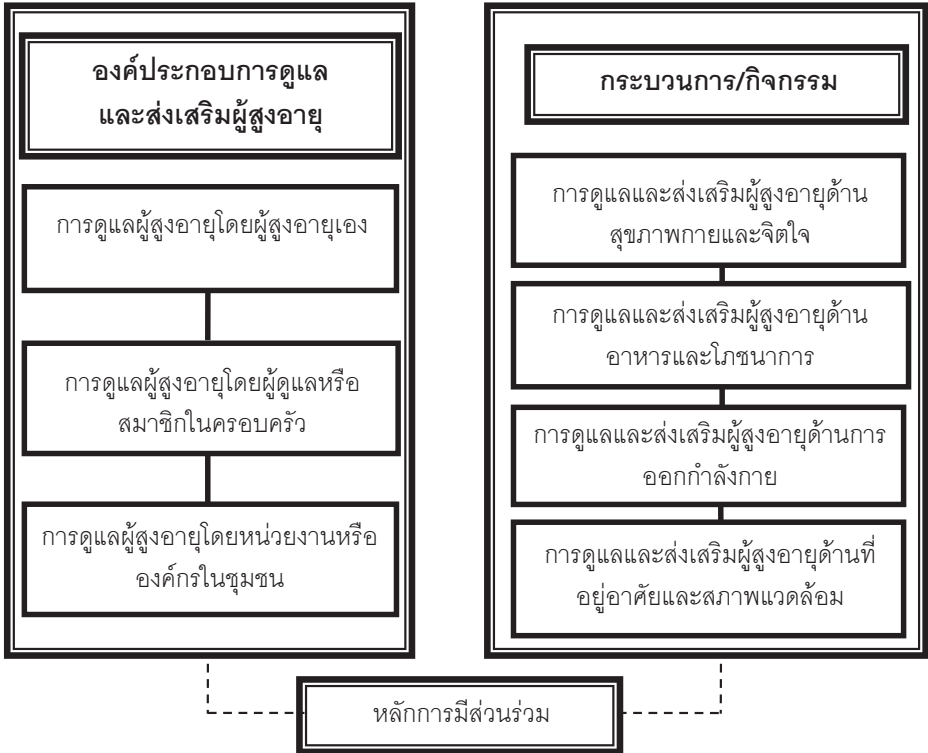 องค์ประกอบการดูแล
และส่งเสริมผู้สูงอายุ
การดูแลผู้สูงอายุโดยผู้สูงอายุเอง
การดูแลผู้สูงอายุโดยผู้ดูแลหรือ
สมาชิกในครอบครัว
การดูแลผู้สูงอายุโดยหน่วยงานหรือ
องค์กรในชุมชน
กระบวนการ/กิจกรรม
การดูแลและส่งเสริมผู้สูงอายุด้าน
สุขภาพกายและจิตใจ
การดูแลและส่งเสริมผู้สูงอายุด้าน
อาหารและโภชนาการ
การดูแลและส่งเสริมผู้สูงอายุด้านการ
ออกกำลังกาย
การดูแลและส่งเสริมผู้สูงอายุด้านที่
อยู่อาศัยและสภาพแวดล้อม
หลักการมีส่วนร่วม